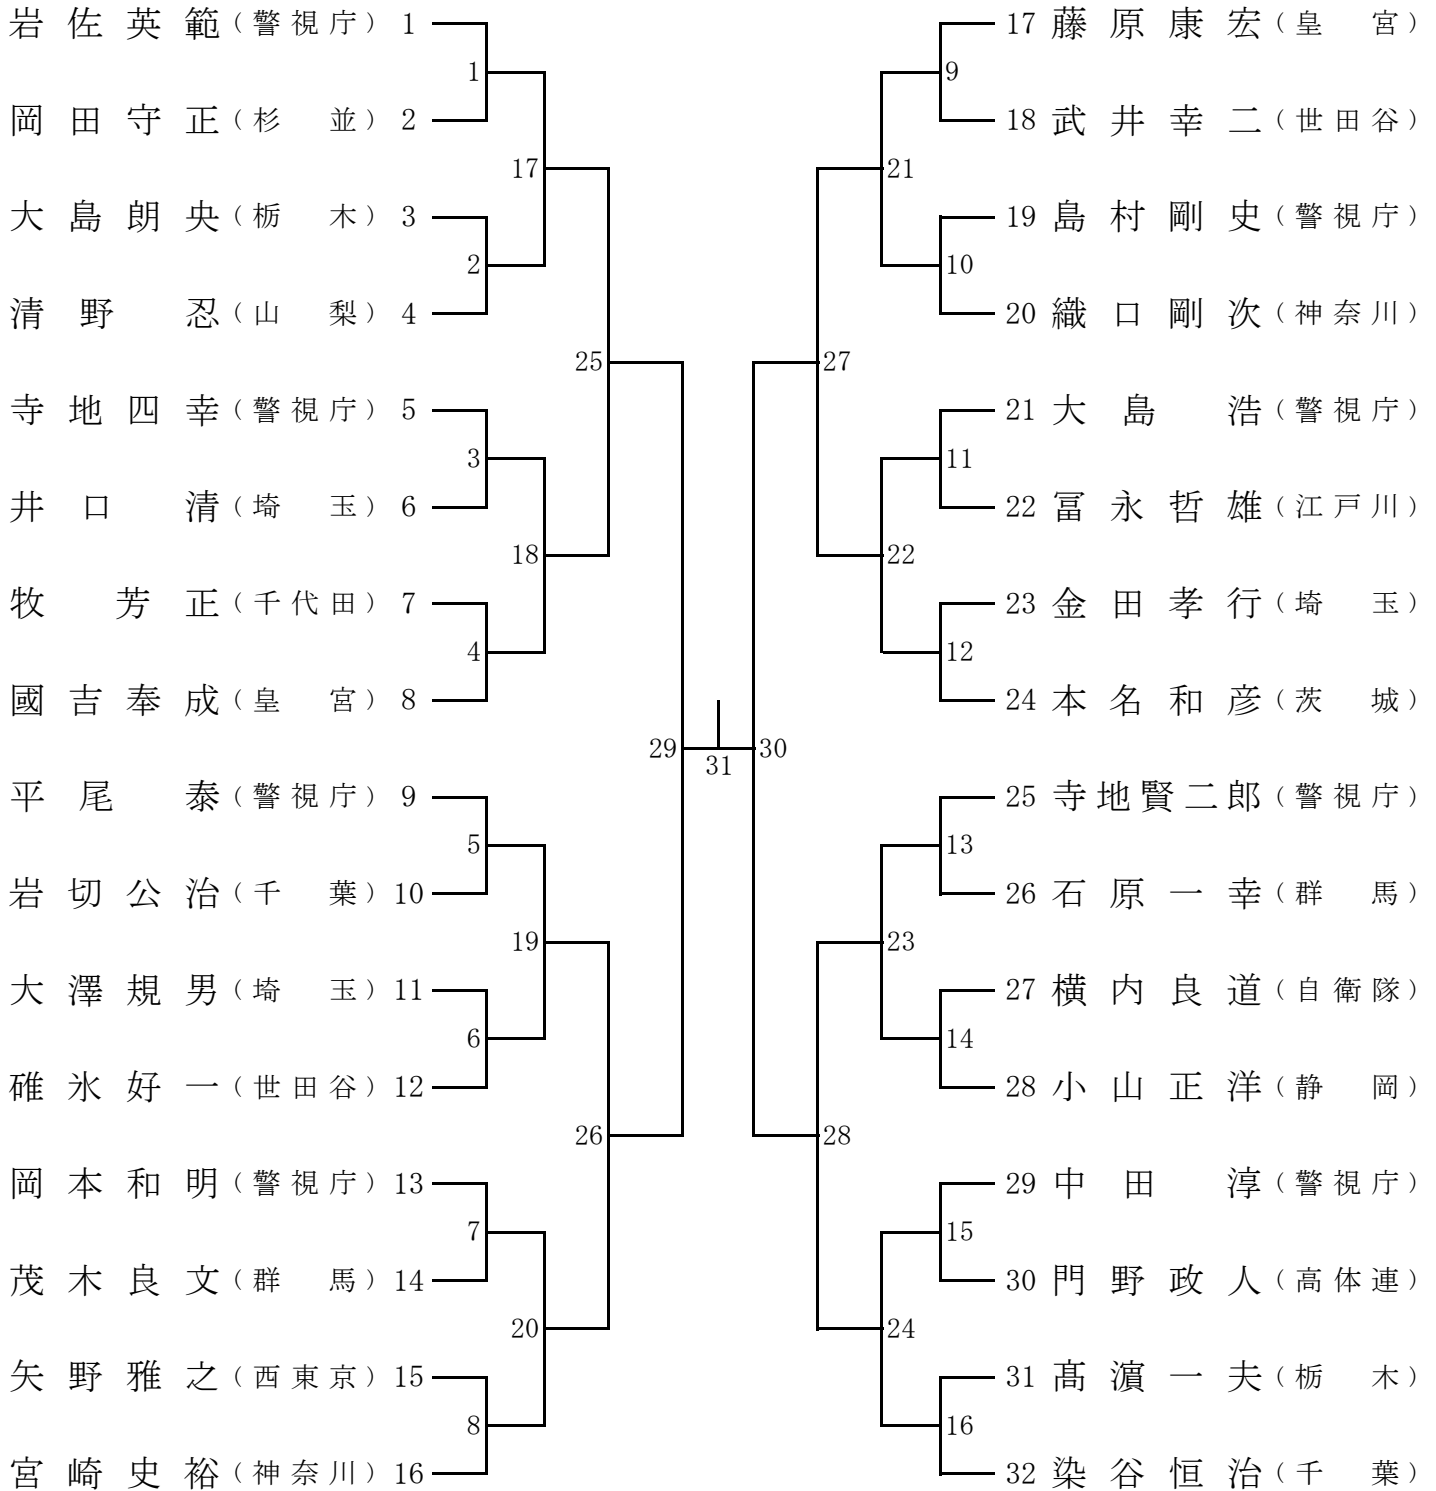 岩佐英範（警視庁）1
1
岡田守正（杉並）2
17
大島朗央（栃木）3
2
清野忍（山梨）4
25
寺地四幸（警視庁）5
3
井口清（埼玉）6
18
牧芳正（千代田）7
4
國吉奉成（皇宮）8
29
平尾泰（警視庁）9
5
岩切公治（千葉）10
19
大澤規男（埼玉）11
6
碓氷好一（世田谷）12
26
岡本和明（警視庁）13
7
茂木良文（群馬）14
20
矢野雅之（西東京）15
8
宮崎史裕（神奈川）16
31
17 藤原康宏（皇宮）
9
18 武井幸二（世田谷）
21
19 島村剛史（警視庁）
10
20 織口剛次（神奈川）
27
21 大島浩（警視庁）
11
22 冨永哲雄（江戸川）
22
23 金田孝行（埼玉）
12
24 本名和彦（茨城）
30
25 寺地賢二郎（警視庁）
13
26 石原一幸（群馬）
23
27 横内良道（自衛隊）
14
28 小山正洋（静岡）
28
29 中田淳（警視庁）
15
30 門野政人（高体連）
24
31 髙濵一夫（栃木）
16
32 染谷恒治（千葉）